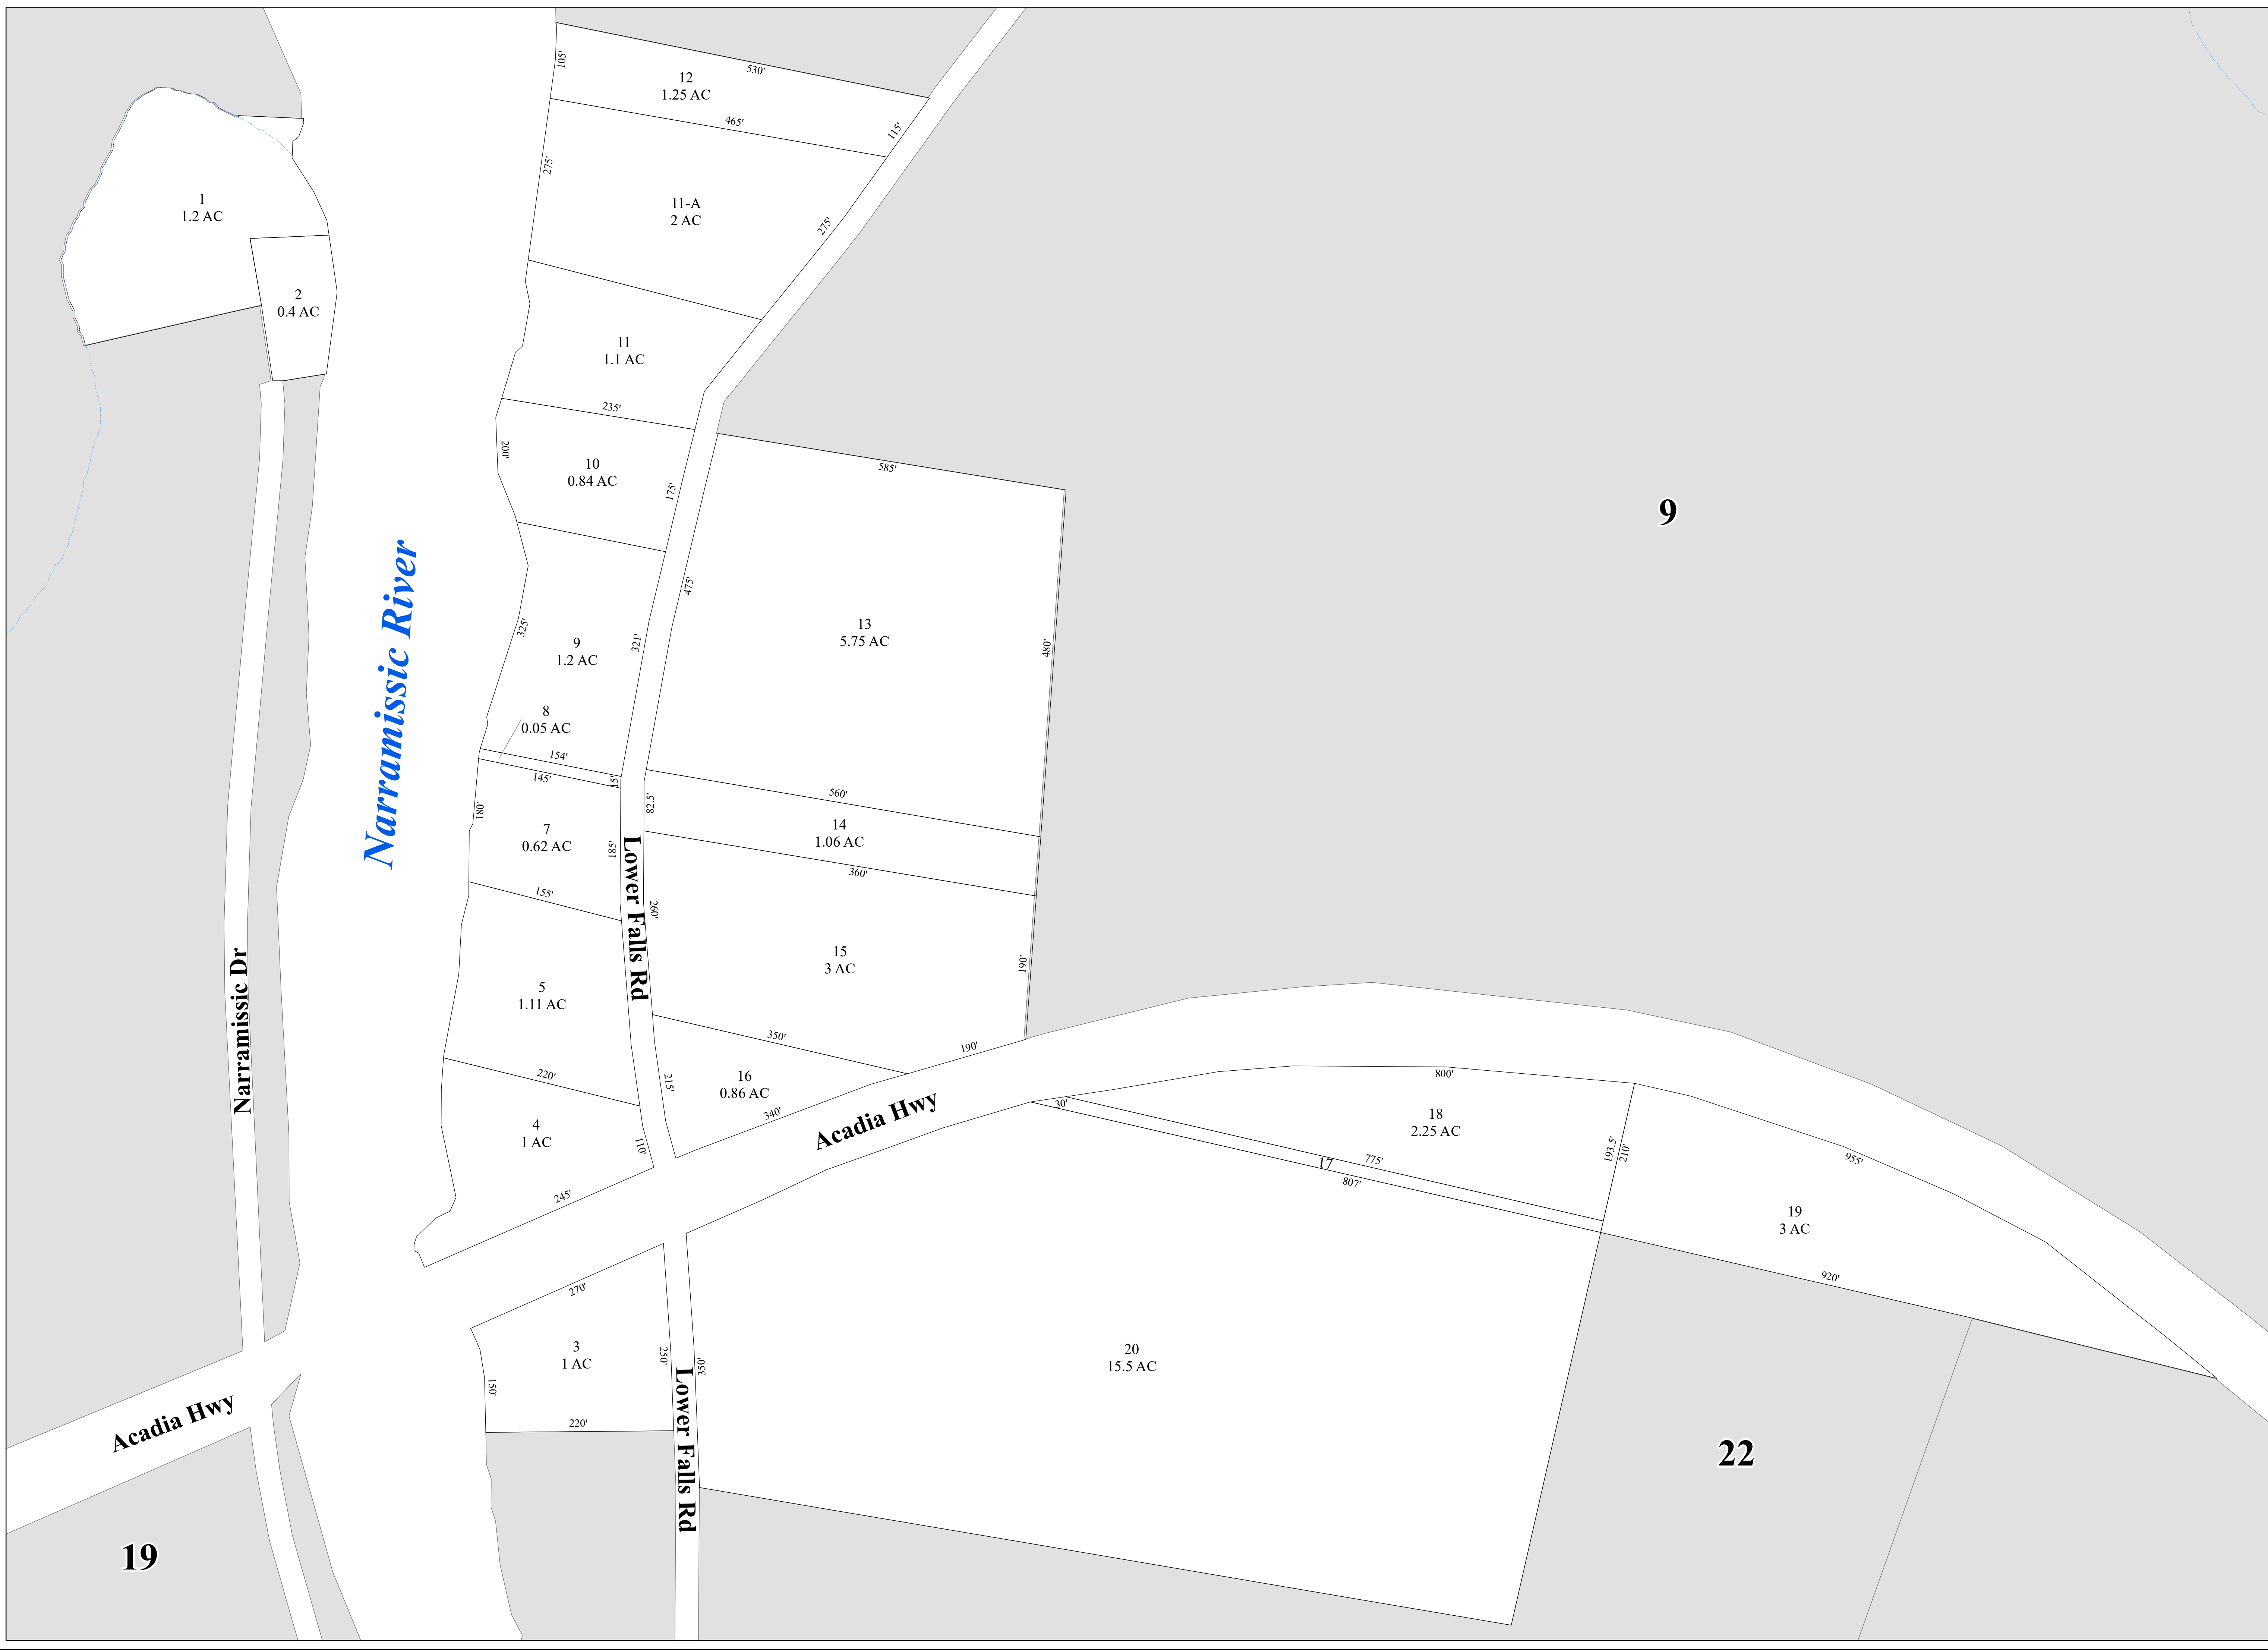 105'
530'
12
1.25 AC
465'
115'
275'
11-A
2 AC
275'
1
1.2 AC
2
0.4 AC
11
1.1 AC
235'
200'
10
0.84 AC
175'
585'
9
475'
13
5.75 AC
480'
325'
9
1.2 AC
321'
Narramissic River
8
0.05 AC
154'
145'
15'
180'
7
0.62 AC
185'
82.5'
560'
14
1.06 AC
360'
155'
Lower Falls Rd
260'
15
3 AC
190'
Narramissic Dr
5
1.11 AC
350'
190'
220'
215'
16
0.86 AC
340'
Acadia Hwy
4
1 AC
110'
245'
30'
800'
18
2.25 AC
193.5'
210'
775'
17
807'
955'
19
3 AC
920'
270'
3
1 AC
250'
350'
150'
220'
Lower Falls Rd
20
15.5 AC
Acadia Hwy
22
19